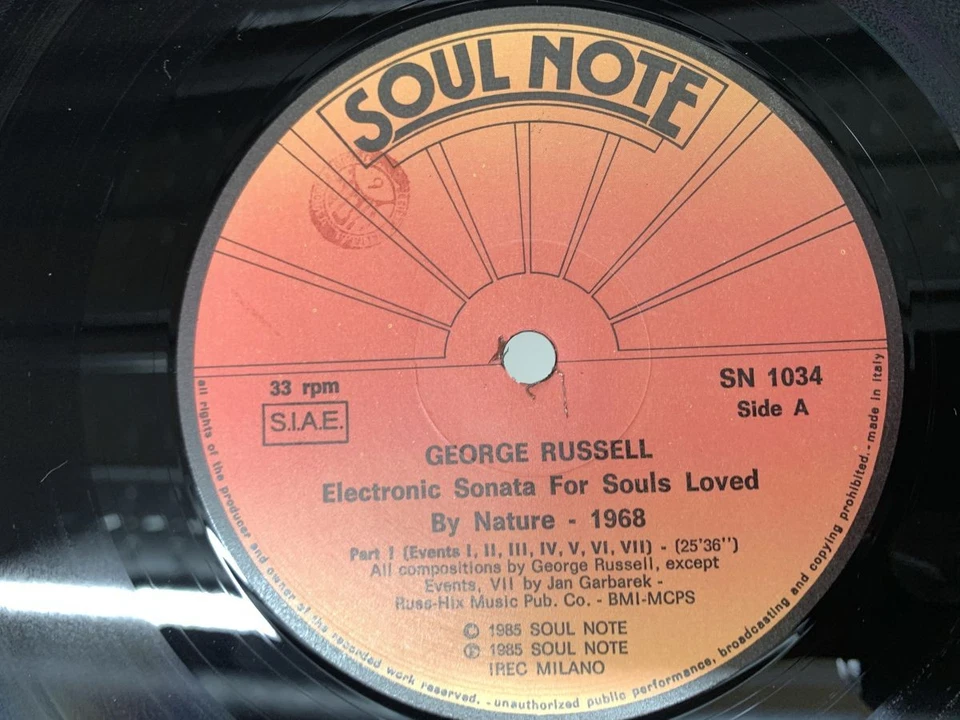 SOUL NOTE
33 rpm
S.I.A.E.
SN 1034
Side A
GEORGE RUSSELL
Electronic Sonata For Souls Loved
By Nature - 1968
Part I (Events I, II, III, IV, V, VI, VII) - (25'36")
All compositions by George Russell, except
Events, VII by Jan Garbarek -
Russ-Hix Music Pub. Co. - BMI-MCPS
© 1985 SOUL NOTE
℗ 1985 SOUL NOTE
IREC MILANO
all rights of the producer and owner of the recorded work reserved. - unauthorized public performance, broadcasting and copying prohibited. - made in italy